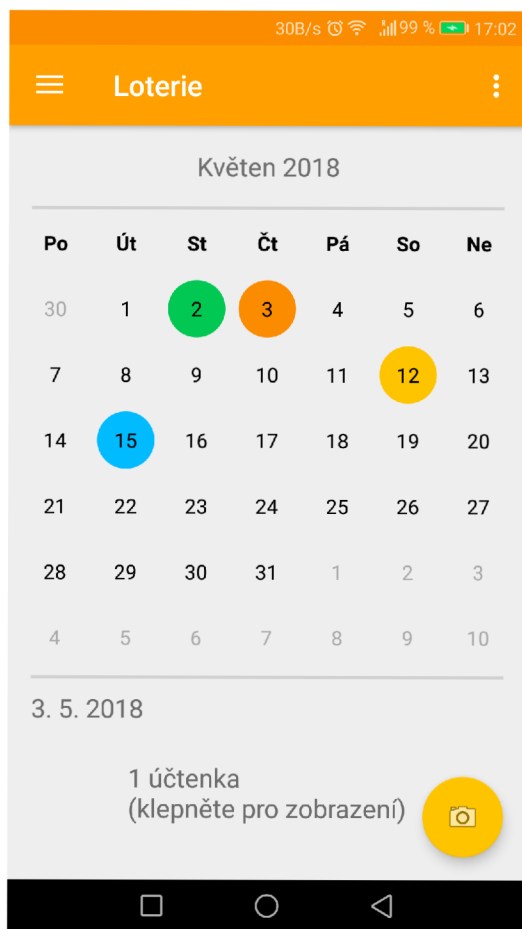 30B/s 99 % 17:02
Loterie
Květen 2018
Po Út St Čt Pá So Ne
30 1 2 3 4 5 6
7 8 9 10 11 12 13
14 15 16 17 18 19 20
21 22 23 24 25 26 27
28 29 30 31 1 2 3
4 5 6 7 8 9 10
3. 5. 2018
1 účtenka
(klepněte pro zobrazení)